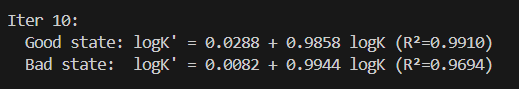 Iter 10:
  Good state: logK' = 0.0288 + 0.9858 logK (R²=0.9910)
  Bad state:  logK' = 0.0082 + 0.9944 logK (R²=0.9694)